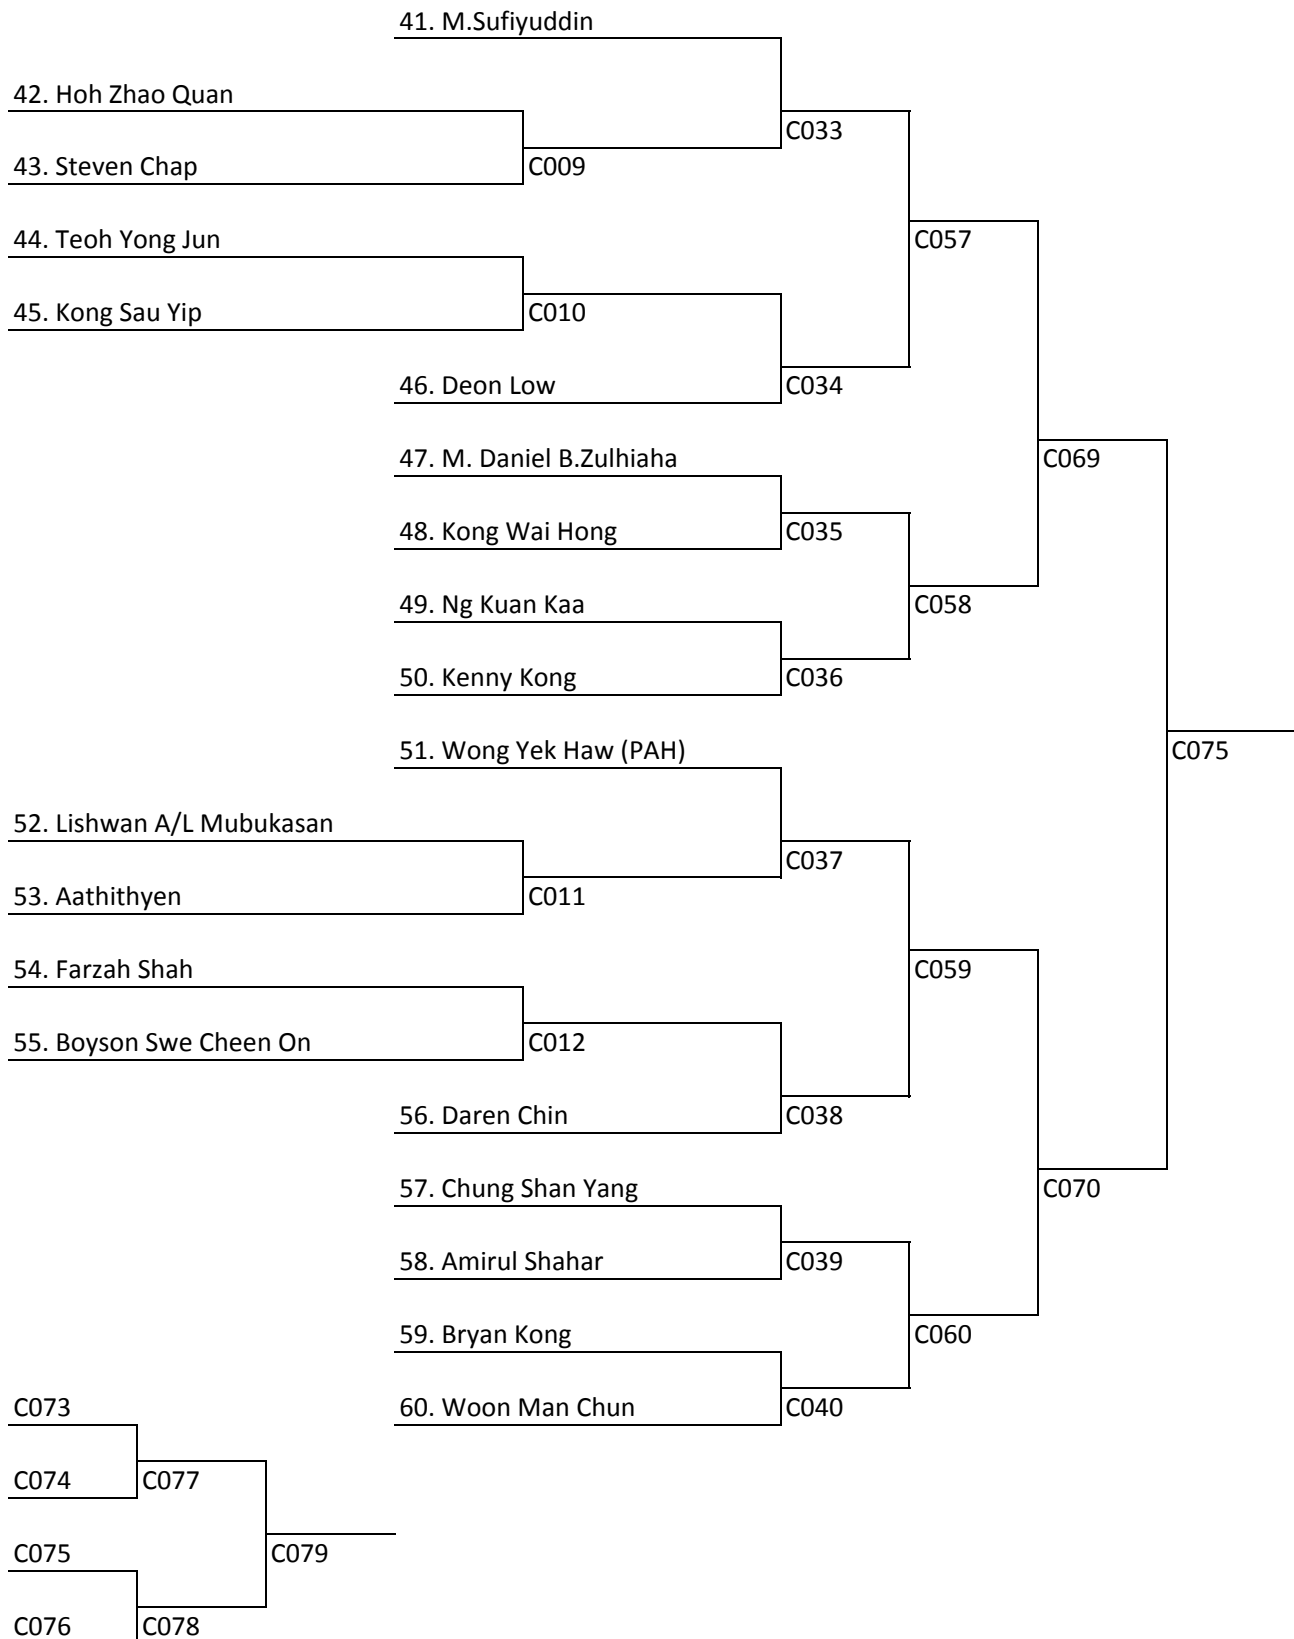 41. M.Sufiyuddin
42. Hoh Zhao Quan
C033
43. Steven Chap
C009
44. Teoh Yong Jun
C057
45. Kong Sau Yip
C010
46. Deon Low
C034
47. M. Daniel B.Zulhiaha
C069
48. Kong Wai Hong
C035
49. Ng Kuan Kaa
C058
50. Kenny Kong
C036
51. Wong Yek Haw (PAH)
C075
52. Lishwan A/L Mubukasan
C037
53. Aathithyen
C011
54. Farzah Shah
C059
55. Boyson Swe Cheen On
C012
56. Daren Chin
C038
57. Chung Shan Yang
C070
58. Amirul Shahar
C039
59. Bryan Kong
C060
C073
60. Woon Man Chun
C040
C074
C077
C075
C079
C076
C078